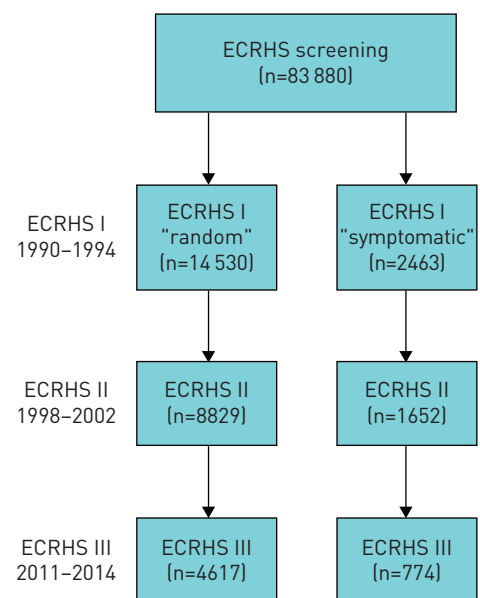 ECRHS screening
(n=83 880)
ECRHS I
1990–1994
ECRHS I
"random"
(n=14 530)
ECRHS I
"symptomatic"
(n=2463)
ECRHS II
1998–2002
ECRHS II
(n=8829)
ECRHS II
(n=1652)
ECRHS III
2011–2014
ECRHS III
(n=4617)
ECRHS III
(n=774)